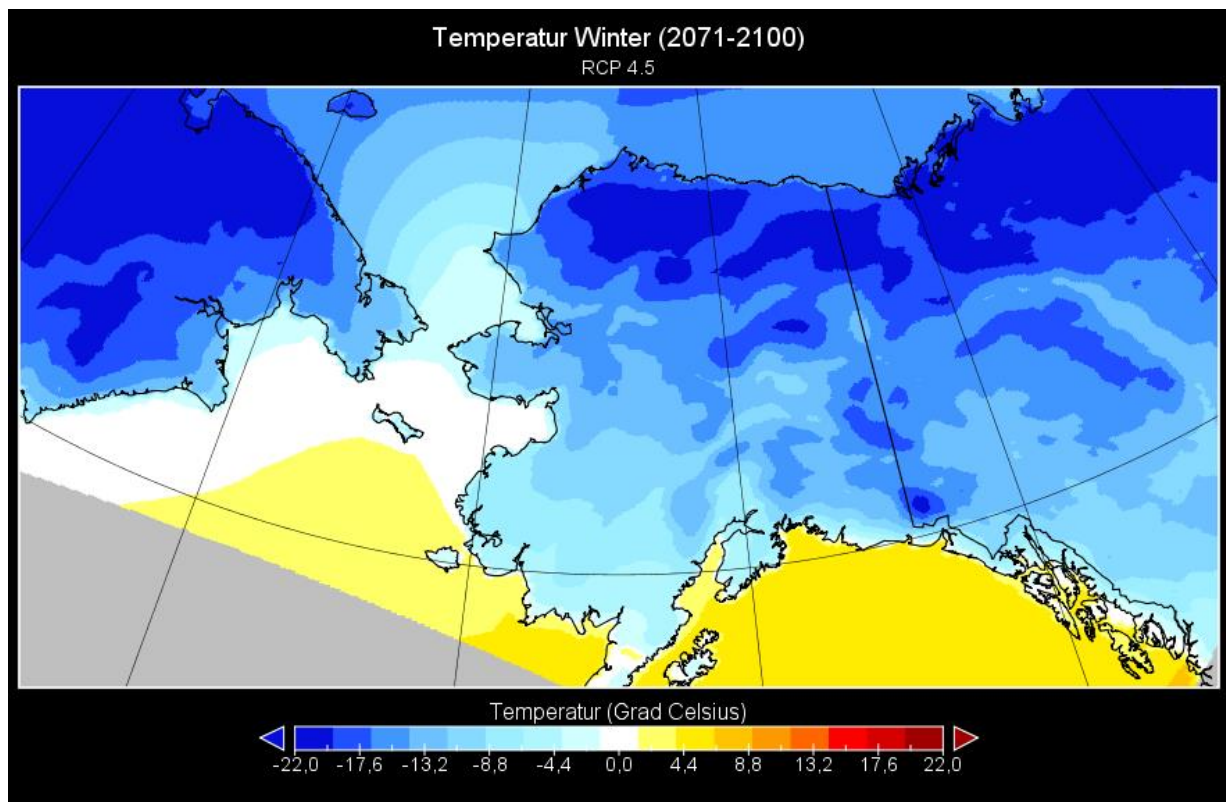 Temperatur Winter (2071-2100)
RCP 4.5
Temperatur (Grad Celsius)
-22,0 -17,6 -13,2 -8,8 -4,4 0,0 4,4 8,8 13,2 17,6 22,0